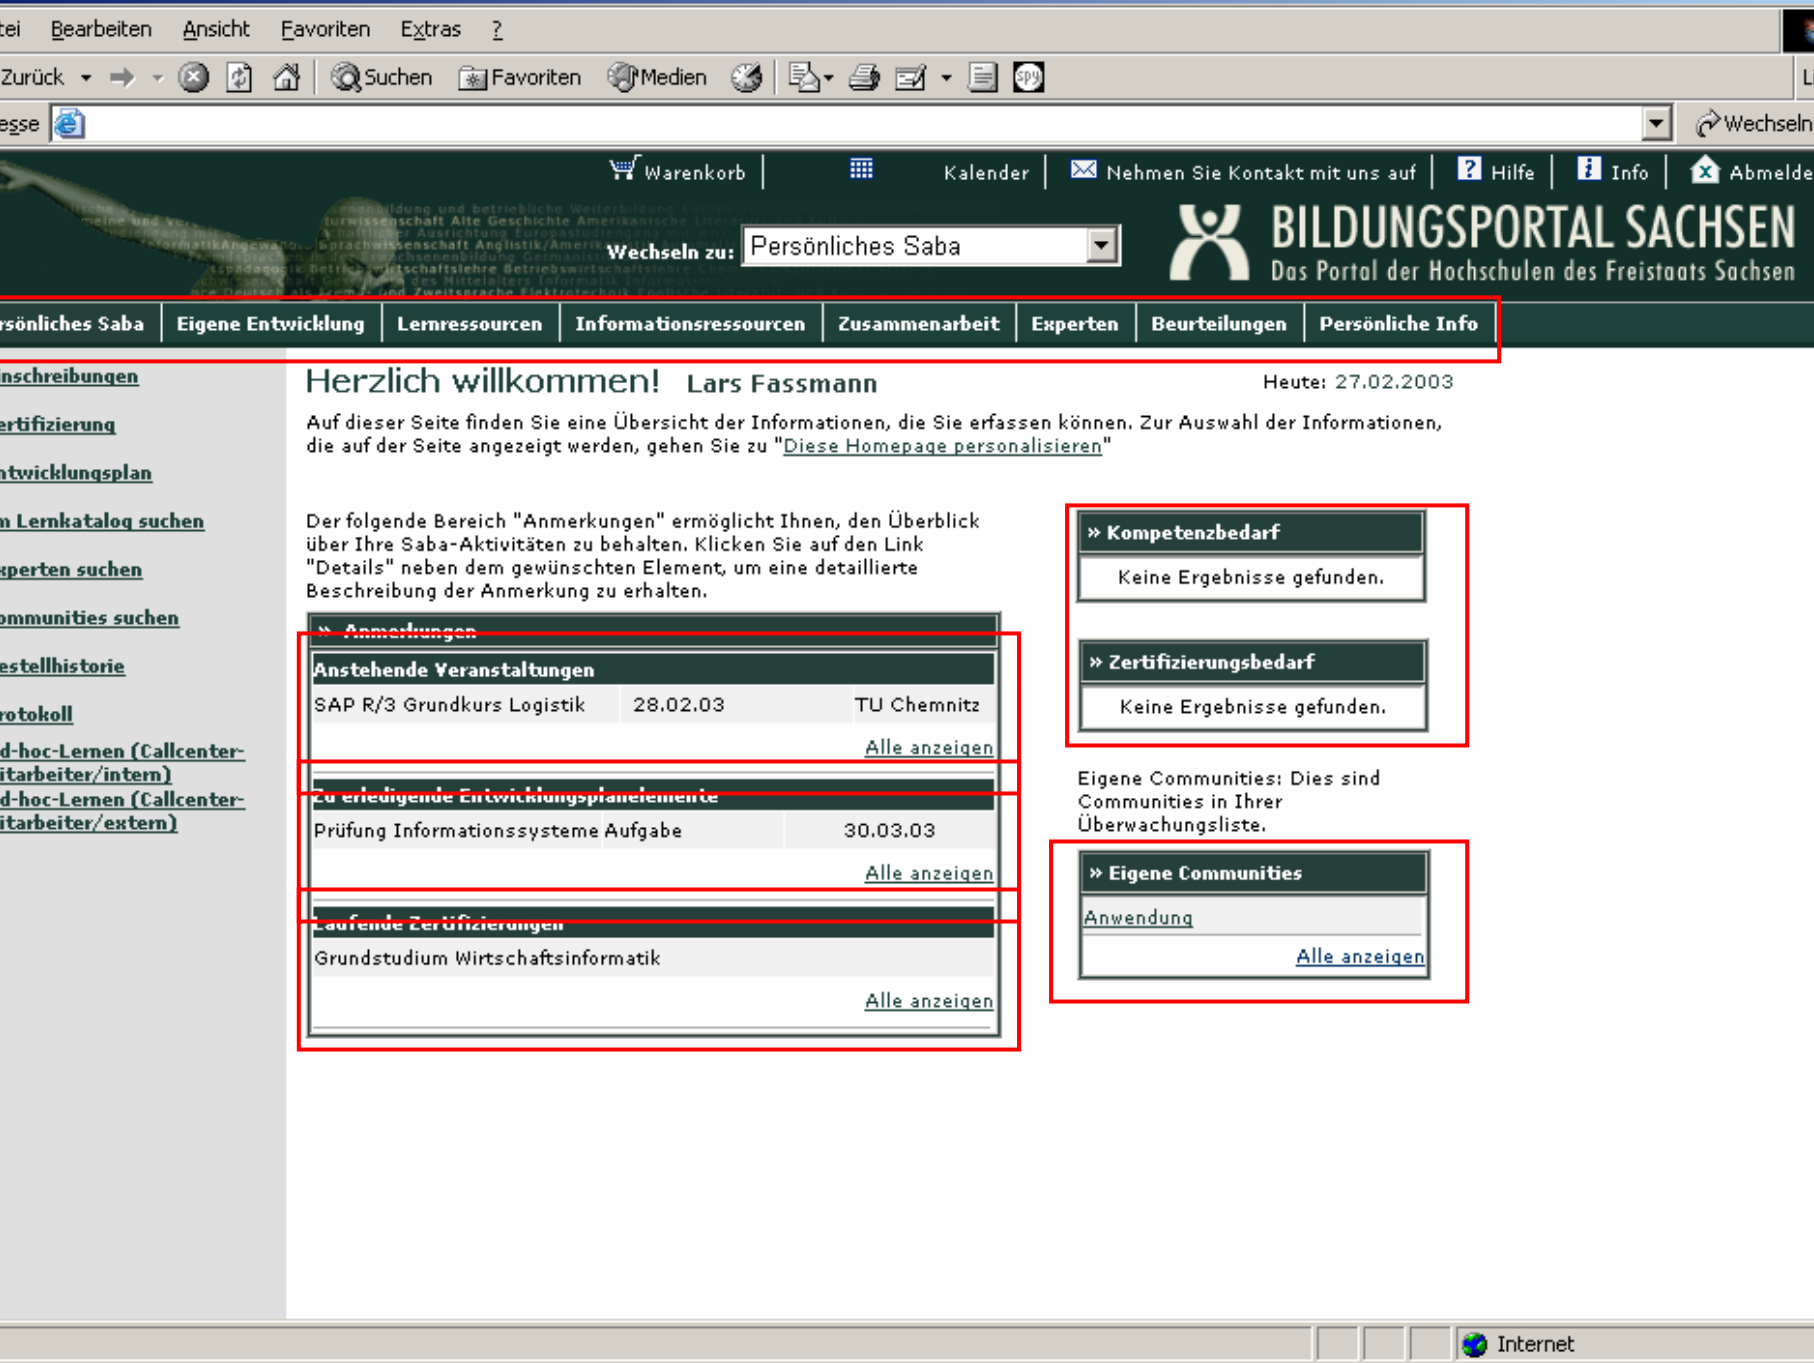 tei Bearbeiten Ansicht Favoriten Extras ?
Zurück Suchen Favoriten Medien spy Li
esse Wechseln
Warenkorb Kalender Nehmen Sie Kontakt mit uns auf ? Hilfe i Info Abmelde
Wechseln zu: Persönliches Saba
BILDUNGSPORTAL SACHSEN
Das Portal der Hochschulen des Freistaats Sachsen
rsönliches Saba Eigene Entwicklung Lernressourcen Informationsressourcen Zusammenarbeit Experten Beurteilungen Persönliche Info
inschreibungen
ertifizierung
ntwicklungsplan
m Lernkatalog suchen
xperten suchen
ommunities suchen
estellhistorie
rotokoll
d-hoc-Lernen (Callcenter-
itarbeiter/intern)
d-hoc-Lernen (Callcenter-
itarbeiter/extern)
Herzlich willkommen! Lars Fassmann Heute: 27.02.2003
Auf dieser Seite finden Sie eine Übersicht der Informationen, die Sie erfassen können. Zur Auswahl der Informationen,
die auf der Seite angezeigt werden, gehen Sie zu "Diese Homepage personalisieren"
Der folgende Bereich "Anmerkungen" ermöglicht Ihnen, den Überblick
über Ihre Saba-Aktivitäten zu behalten. Klicken Sie auf den Link
"Details" neben dem gewünschten Element, um eine detaillierte
Beschreibung der Anmerkung zu erhalten.
» Anmerkungen
Anstehende Veranstaltungen
SAP R/3 Grundkurs Logistik 28.02.03 TU Chemnitz
Alle anzeigen
Zu erledigende Entwicklungsplanelemente
Prüfung Informationssysteme Aufgabe 30.03.03
Alle anzeigen
Laufende Zertifizierungen
Grundstudium Wirtschaftsinformatik
Alle anzeigen
» Kompetenzbedarf
Keine Ergebnisse gefunden.
» Zertifizierungsbedarf
Keine Ergebnisse gefunden.
Eigene Communities: Dies sind
Communities in Ihrer
Überwachungsliste.
» Eigene Communities
Anwendung
Alle anzeigen
Internet